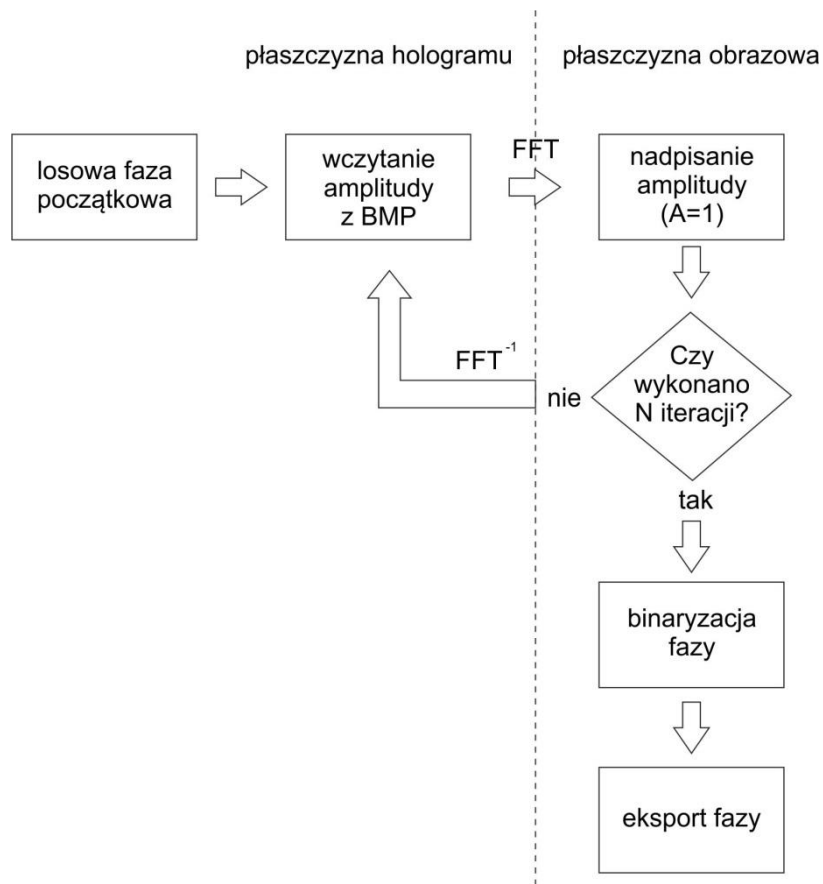 płaszczyzna hologramu
płaszczyzna obrazowa
losowa faza
początkowa
wczytanie
amplitudy
z BMP
FFT
nadpisanie
amplitudy
(A=1)
Czy
wykonano
N iteracji?
nie
FFT⁻¹
tak
binaryzacja
fazy
eksport fazy